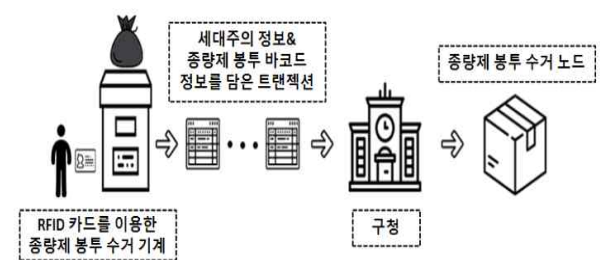 세대주의 정보&
종량제 봉투 바코드
정보를 담은 트랜젝션
종량제 봉투 수거 노드
RFID 카드를 이용한
종량제 봉투 수거 기계
구청